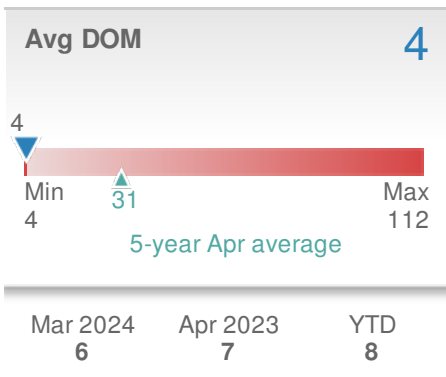 Avg DOM 4
4
Min Max
4 31 112
5-year Apr average
Mar 2024 Apr 2023 YTD
6 7 8